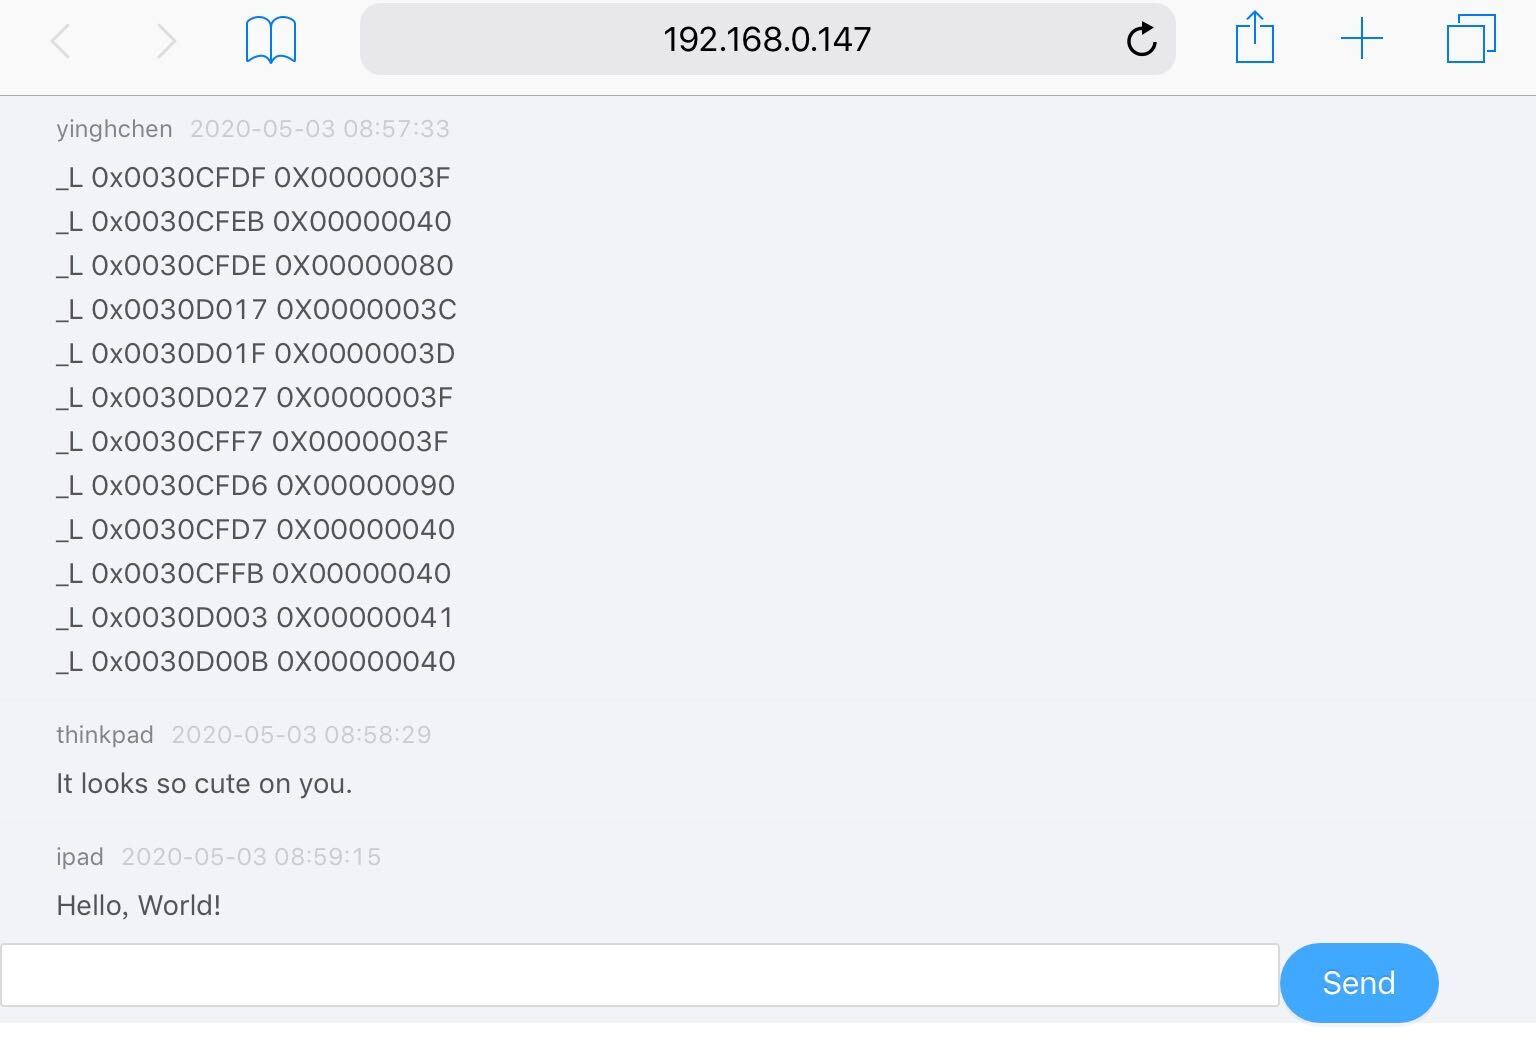 192.168.0.147
yinghchen 2020-05-03 08:57:33
_L 0x0030CFDF 0X0000003F
_L 0x0030CFEB 0X00000040
_L 0x0030CFDE 0X00000080
_L 0x0030D017 0X0000003C
_L 0x0030D01F 0X0000003D
_L 0x0030D027 0X0000003F
_L 0x0030CFF7 0X0000003F
_L 0x0030CFD6 0X00000090
_L 0x0030CFD7 0X00000040
_L 0x0030CFFB 0X00000040
_L 0x0030D003 0X00000041
_L 0x0030D00B 0X00000040
thinkpad 2020-05-03 08:58:29
It looks so cute on you.
ipad 2020-05-03 08:59:15
Hello, World!
Send